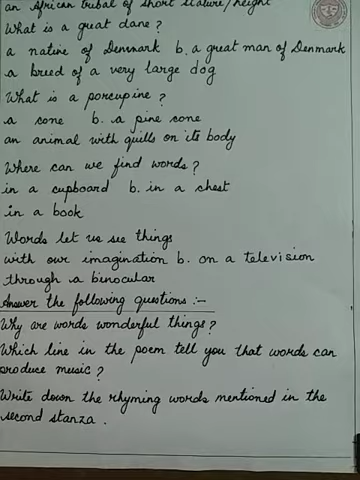 an African tribal of short stature/height
What is a great dane?
a native of Denmark b. a great man of Denmark
a breed of a very large dog
What is a porcupine?
a cone b. a pine cone
an animal with quills on its body
Where can we find words?
in a cupboard b. in a chest
in a book
Words let us see things
with our imagination b. on a television
through a binocular
Answer the following questions :-
Why are words wonderful things?
Which line in the poem tell you that words can
produce music?
Write down the rhyming words mentioned in the
second stanza.